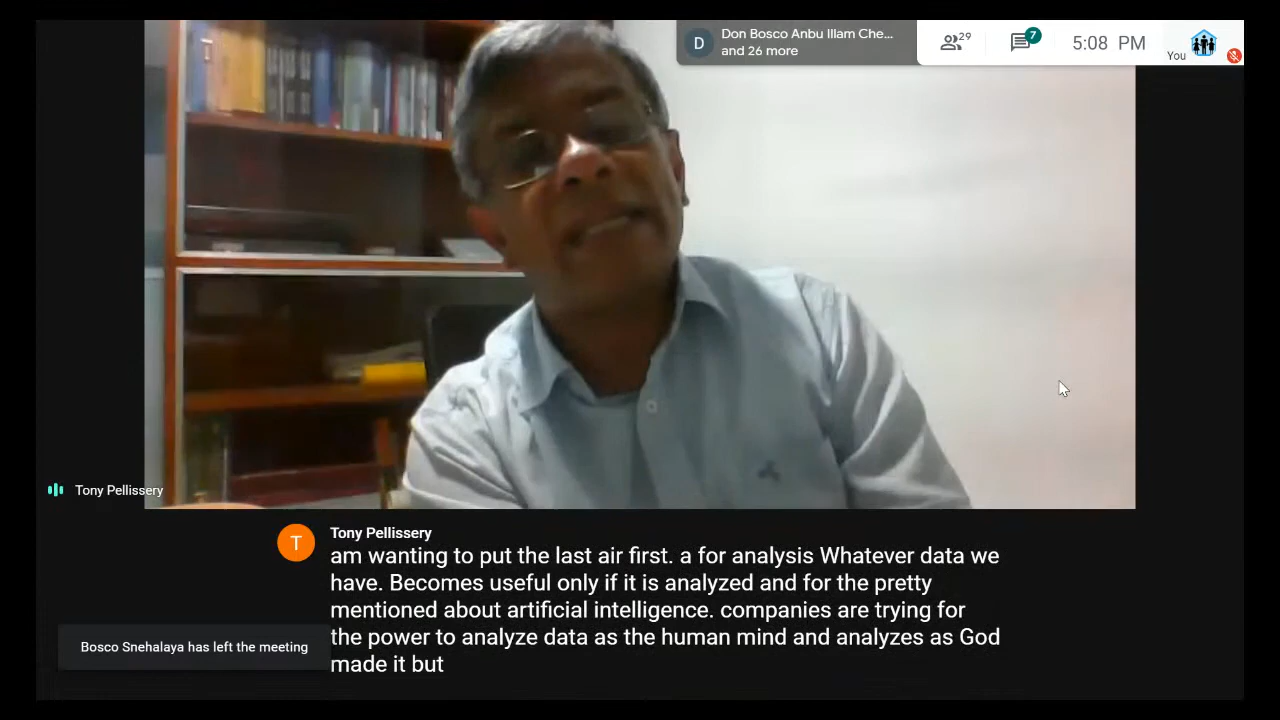 D
Don Bosco Anbu Illam Che...
and 26 more
29
7
5:08 PM
You
Tony Pellissery
T
Tony Pellissery
am wanting to put the last air first. a for analysis Whatever data we
have. Becomes useful only if it is analyzed and for the pretty
mentioned about artificial intelligence. companies are trying for
the power to analyze data as the human mind and analyzes as God
made it but
Bosco Snehalaya has left the meeting